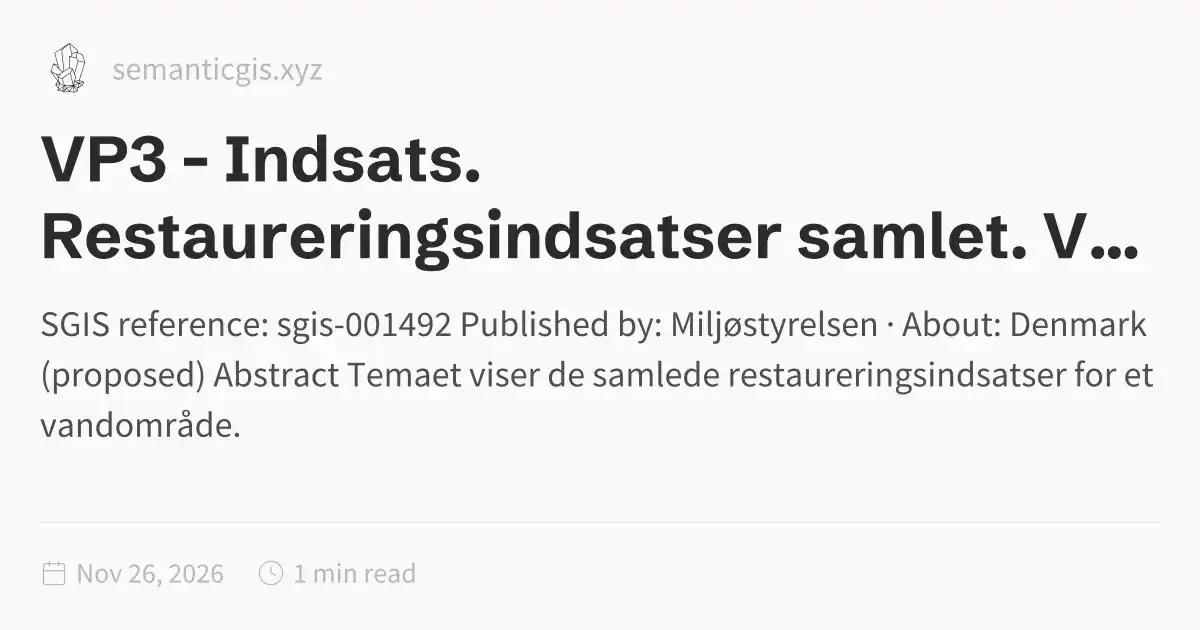 semanticgis.xyz
VP3 - Indsats.
Restaureringsindsatser samlet. V...
SGIS reference: sgis-001492 Published by: Miljøstyrelsen · About: Denmark
(proposed) Abstract Temaet viser de samlede restaureringsindsatser for et
vandområde.
Nov 26, 2026 1 min read